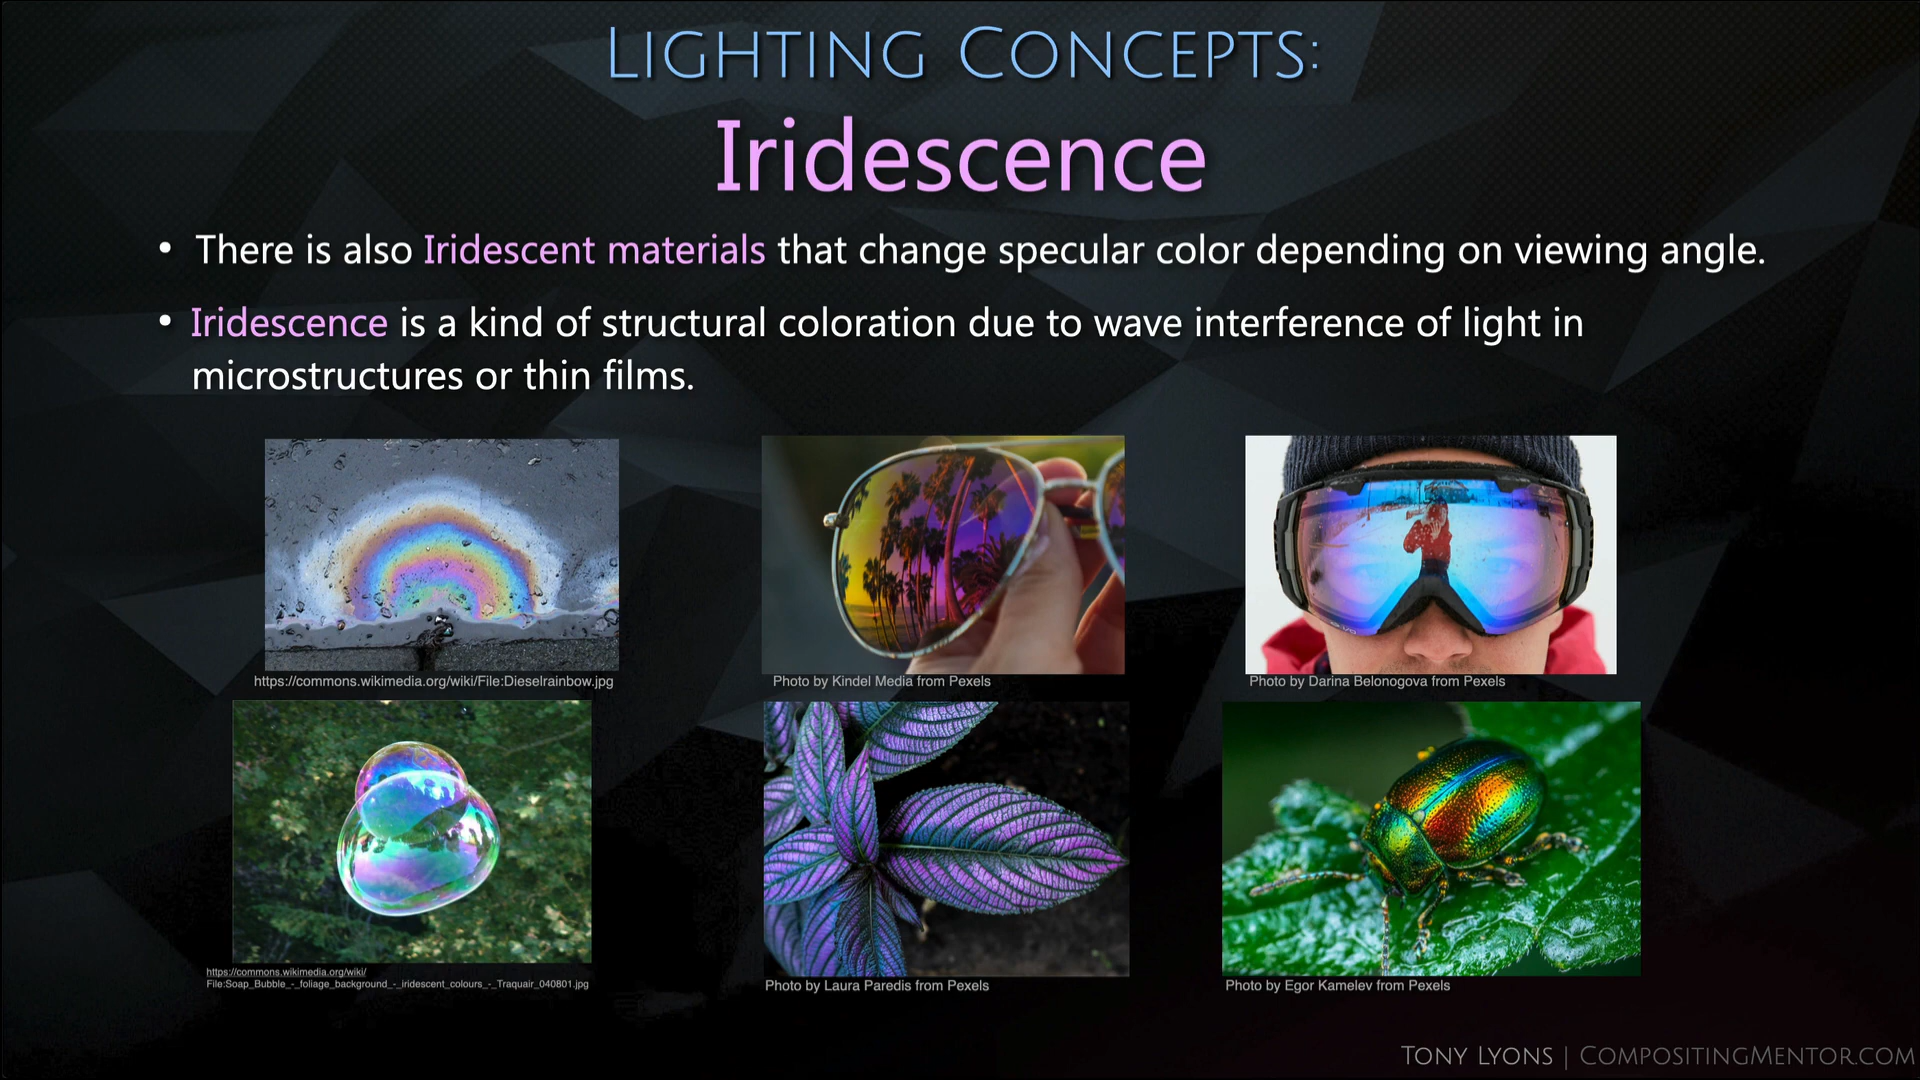 Lighting Concepts:
Iridescence
• There is also Iridescent materials that change specular color depending on viewing angle.
• Iridescence is a kind of structural coloration due to wave interference of light in
microstructures or thin films.
https://commons.wikimedia.org/wiki/File:Dieselrainbow.jpg
Photo by Kindel Media from Pexels
Photo by Darina Belonogova from Pexels
https://commons.wikimedia.org/wiki/
File:Soap_Bubble_-_foliage_background_-_iridescent_colours_-_Traquair_040801.jpg
Photo by Laura Paredis from Pexels
Photo by Egor Kamelev from Pexels
Tony Lyons | CompositingMentor.com